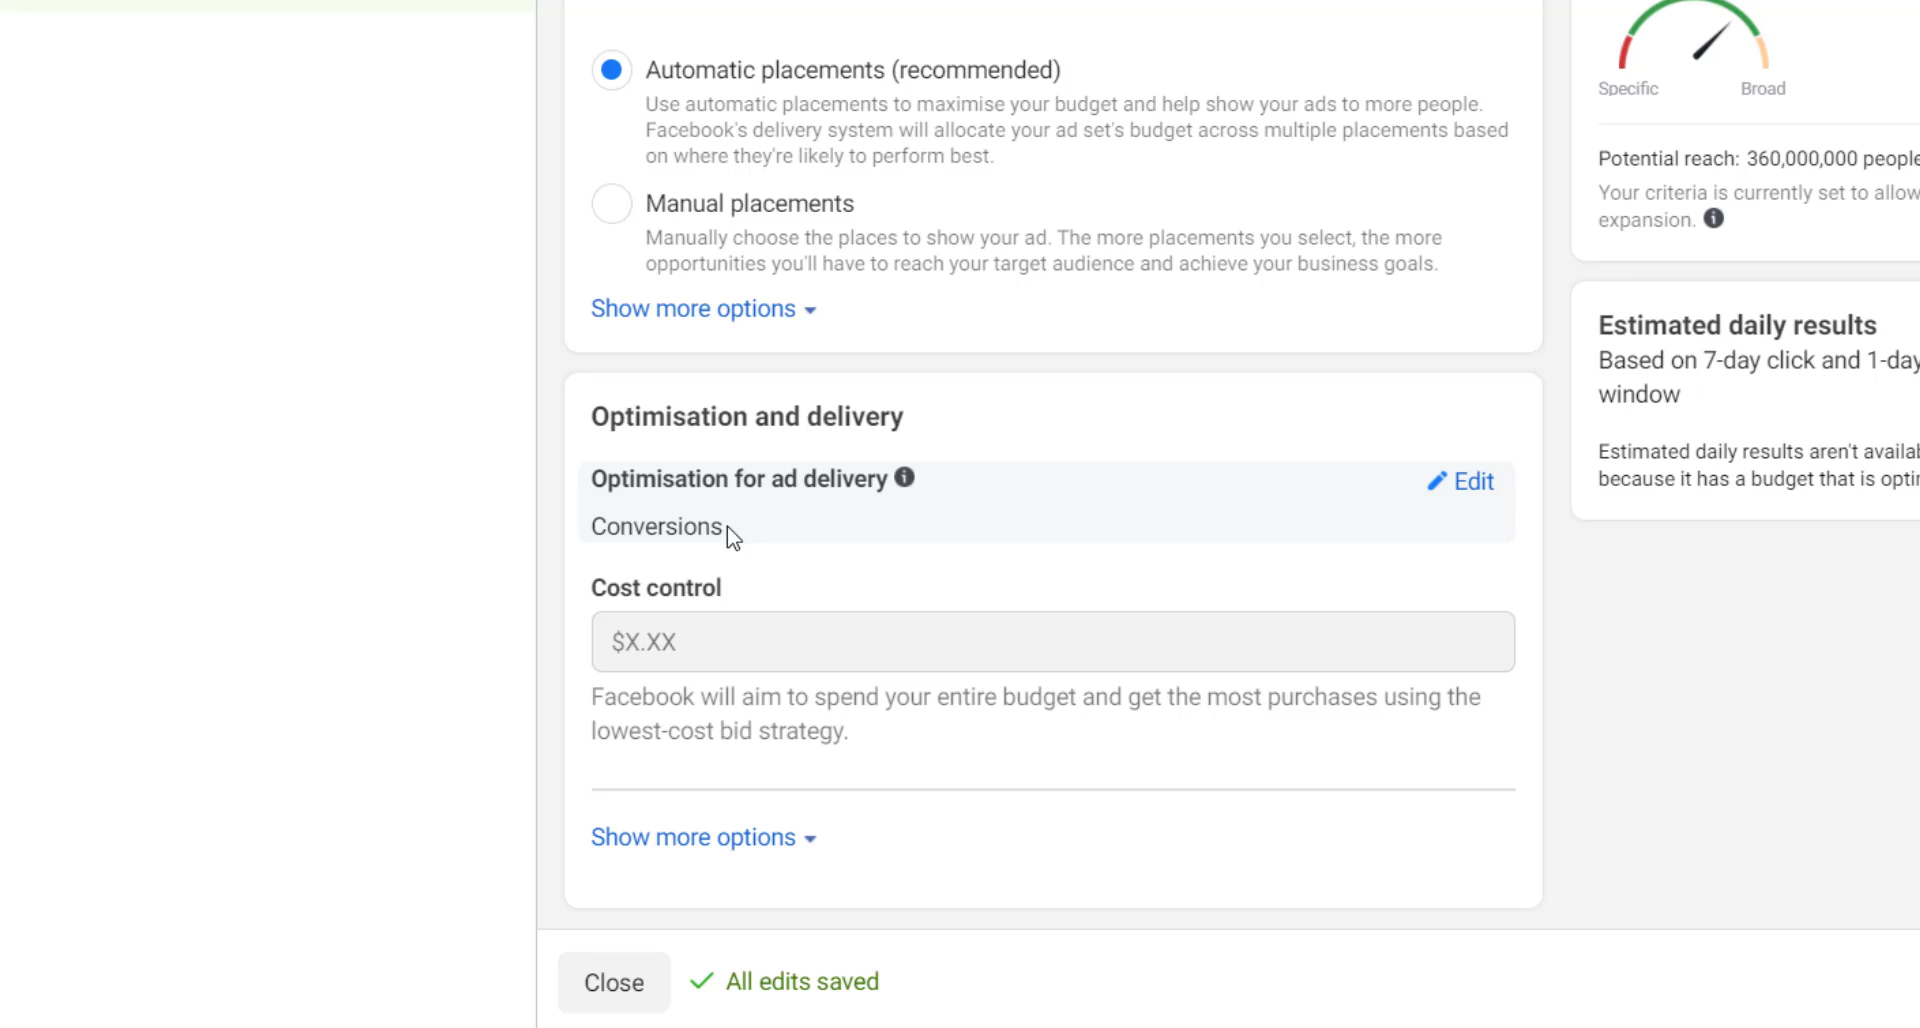 Automatic placements (recommended)
Use automatic placements to maximise your budget and help show your ads to more people.
Facebook's delivery system will allocate your ad set's budget across multiple placements based
on where they're likely to perform best.
Manual placements
Manually choose the places to show your ad. The more placements you select, the more
opportunities you'll have to reach your target audience and achieve your business goals.
Show more options
Optimisation and delivery
Optimisation for ad delivery
Edit
Conversions
Cost control
$X.XX
Facebook will aim to spend your entire budget and get the most purchases using the
lowest-cost bid strategy.
Show more options
Close
All edits saved
Specific
Broad
Potential reach: 360,000,000 people
Your criteria is currently set to allow
expansion.
Estimated daily results
Based on 7-day click and 1-day
window
Estimated daily results aren't
because it has a budget that is